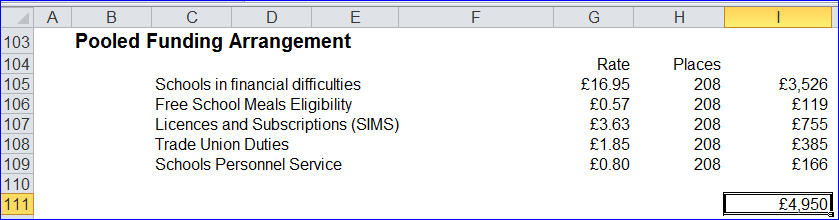 A B C D E F G H I
103 Pooled Funding Arrangement
104 Rate Places
105 Schools in financial difficulties £16.95 208 £3,526
106 Free School Meals Eligibility £0.57 208 £119
107 Licences and Subscriptions (SIMS) £3.63 208 £755
108 Trade Union Duties £1.85 208 £385
109 Schools Personnel Service £0.80 208 £166
110
111 £4,950